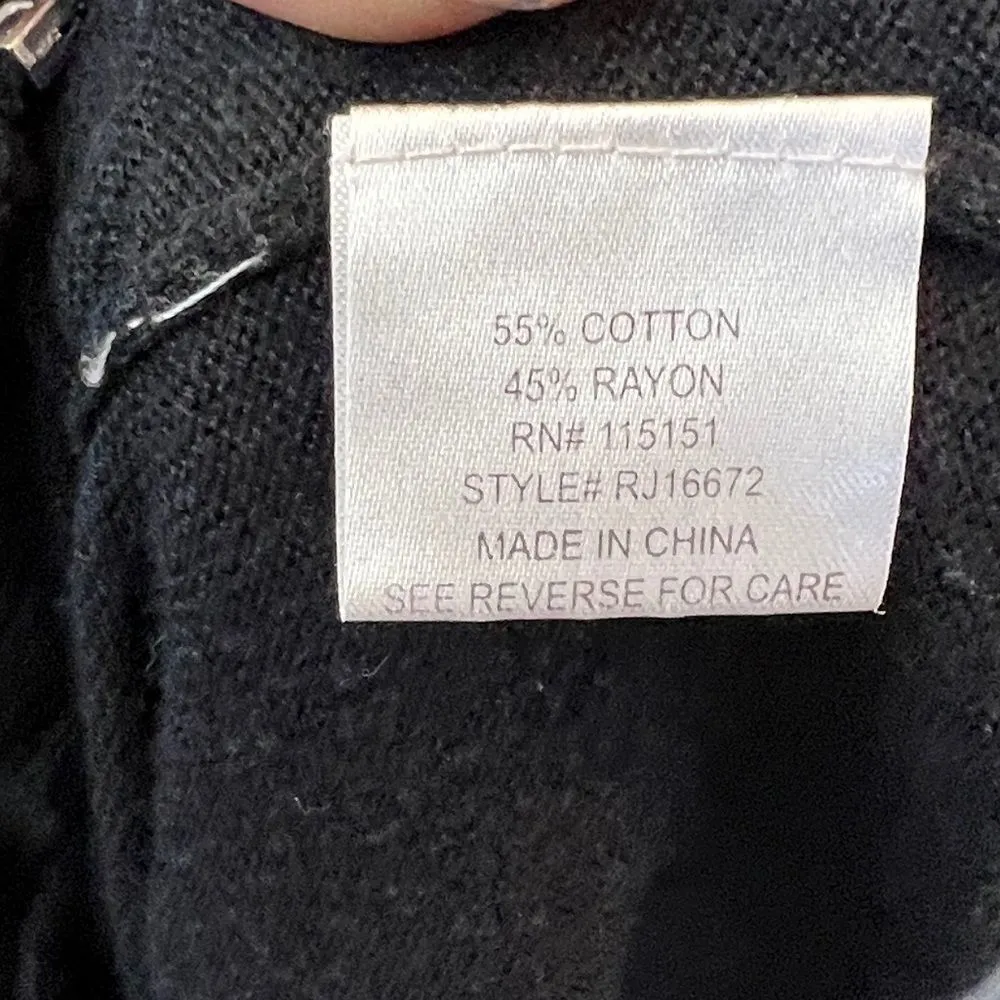 55% COTTON
45% RAYON
RN# 115151
STYLE# RJ16672
MADE IN CHINA
SEE REVERSE FOR CARE